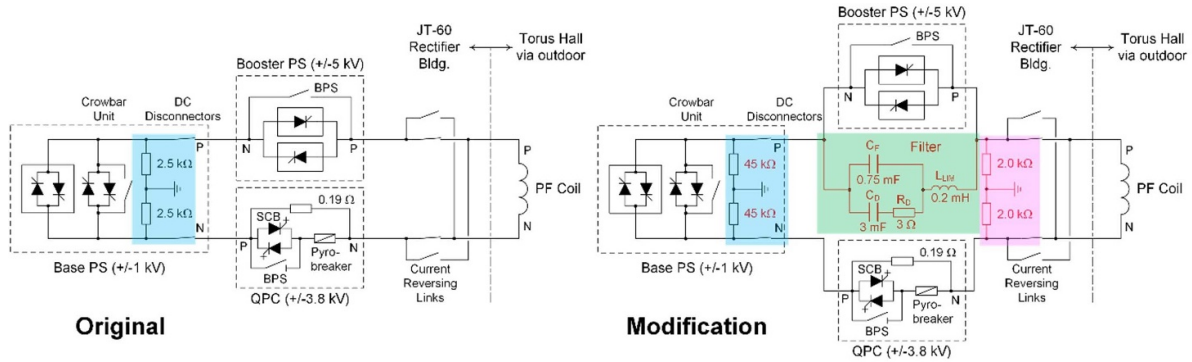 Booster PS (+/-5 kV)
BPS
N
P
JT-60
Rectifier
Bldg.
Torus Hall
via outdoor
Crowbar
Unit
DC
Disconnectors
2.5 kΩ
2.5 kΩ
P
N
Base PS (+/-1 kV)
0.19 Ω
SCB
P
N
Pyro-
breaker
BPS
QPC (+/-3.8 kV)
Current
Reversing
Links
P
PF Coil
N
Original
Booster PS (+/-5 kV)
BPS
N
P
JT-60
Rectifier
Bldg.
Torus Hall
via outdoor
Crowbar
Unit
DC
Disconnectors
45 kΩ
45 kΩ
P
N
Base PS (+/-1 kV)
CF
Filter
0.75 mF
LLIM
0.2 mH
CD
RD
3 mF
3 Ω
2.0 kΩ
2.0 kΩ
0.19 Ω
SCB
P
N
Pyro-
breaker
BPS
QPC (+/-3.8 kV)
Current
Reversing
Links
P
PF Coil
N
Modification